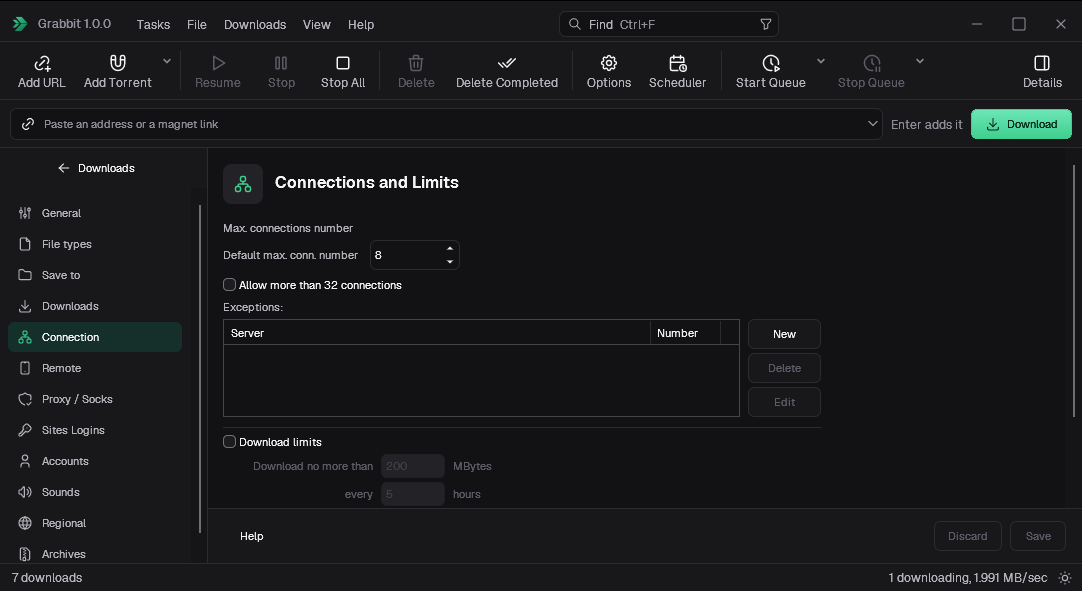 Grabbit 1.0.0 Tasks File Downloads View Help Find Ctrl+F
Add URL Add Torrent Resume Stop Stop All Delete Delete Completed Options Scheduler Start Queue Stop Queue Details
Paste an address or a magnet link Enter adds it Download
Downloads
General
File types
Save to
Downloads
Connection
Remote
Proxy / Socks
Sites Logins
Accounts
Sounds
Regional
Archives
Connections and Limits
Max. connections number
Default max. conn. number 8
Allow more than 32 connections
Exceptions:
Server Number
New
Delete
Edit
Download limits
Download no more than 200 MBytes
every 5 hours
Help Discard Save
7 downloads 1 downloading, 1.991 MB/sec